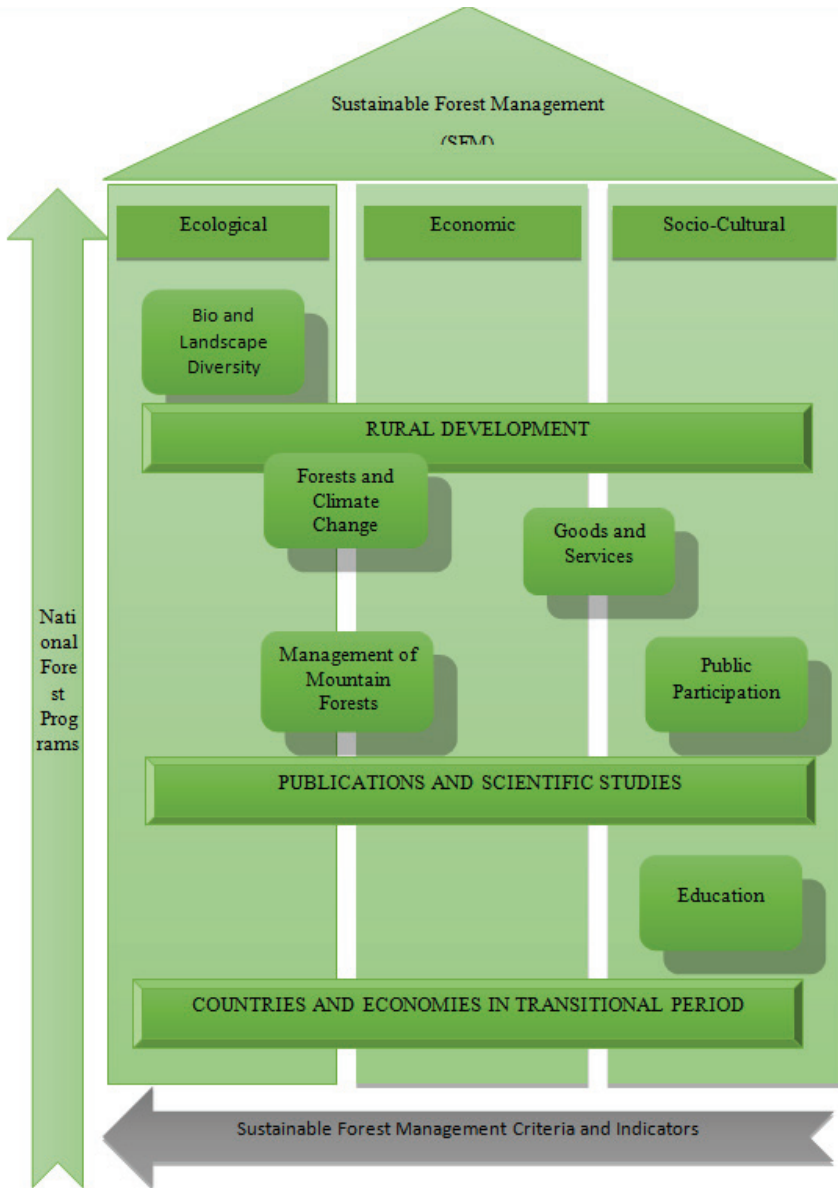 Sustainable Forest Management
(SFM)
Ecological
Economic
Socio-Cultural
Bio and
Landscape
Diversity
RURAL DEVELOPMENT
Forests and
Climate
Change
Goods and
Services
Nati
onal
Fore
st
Prog
rams
Management of
Mountain
Forests
Public
Participation
PUBLICATIONS AND SCIENTIFIC STUDIES
Education
COUNTRIES AND ECONOMIES IN TRANSITIONAL PERIOD
Sustainable Forest Management Criteria and Indicators